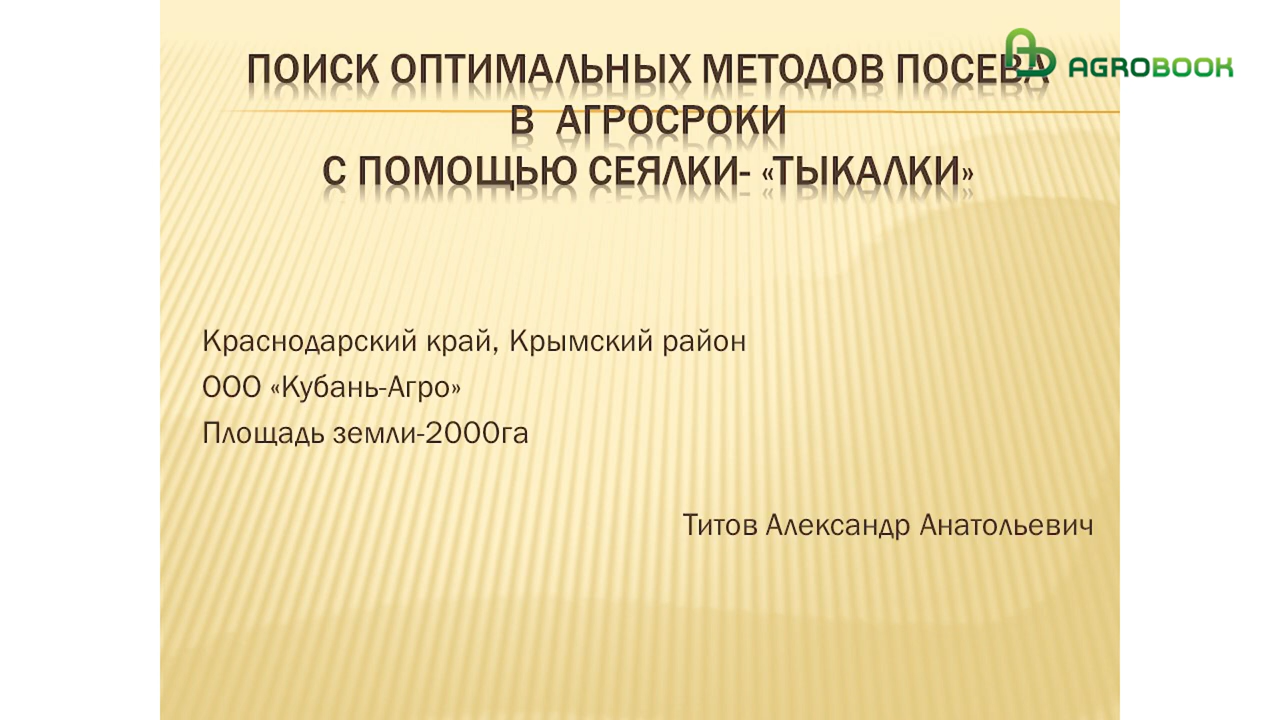 ПОИСК ОПТИМАЛЬНЫХ МЕТОДОВ ПОСЕВА
В АГРОСРОКИ
С ПОМОЩЬЮ СЕЯЛКИ- «ТЫКАЛКИ»
AGROBOOK
Краснодарский край, Крымский район
ООО «Кубань-Агро»
Площадь земли-2000га
Титов Александр Анатольевич